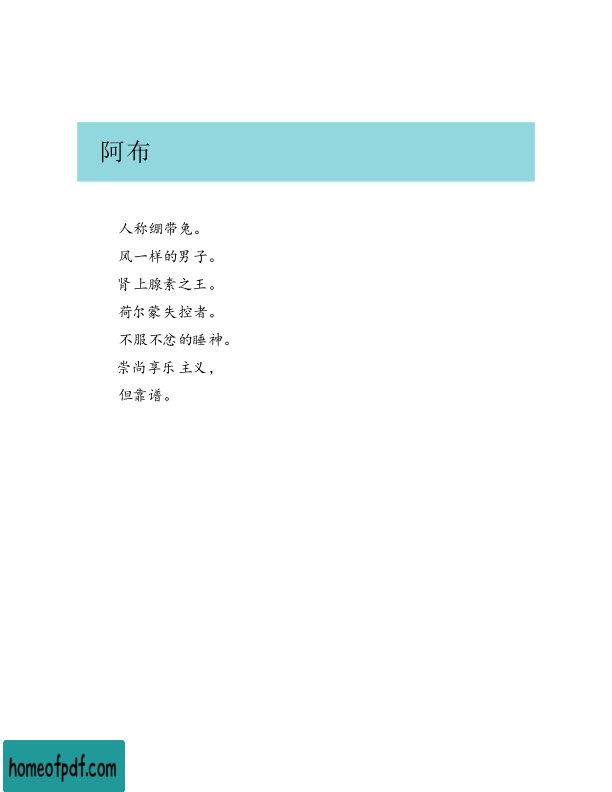 阿布
人称绷带兔。
风一样的男子。
肾上腺素之王。
荷尔蒙失控者。
不服不忿的睡神。
崇尚享乐主义，
但靠谱。
homeofpdf.com